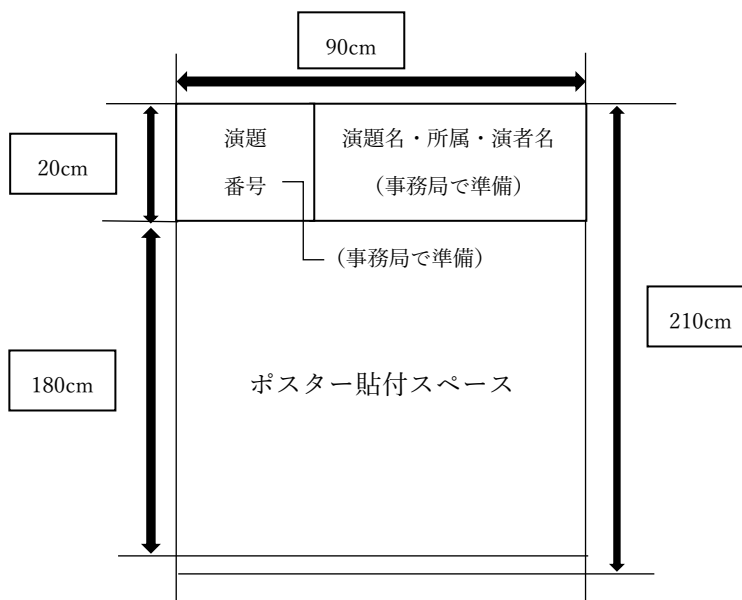 90cm
演題
番号
演題名・所属・演者名
（事務局で準備）
20cm
（事務局で準備）
210cm
180cm
ポスター貼付スペース